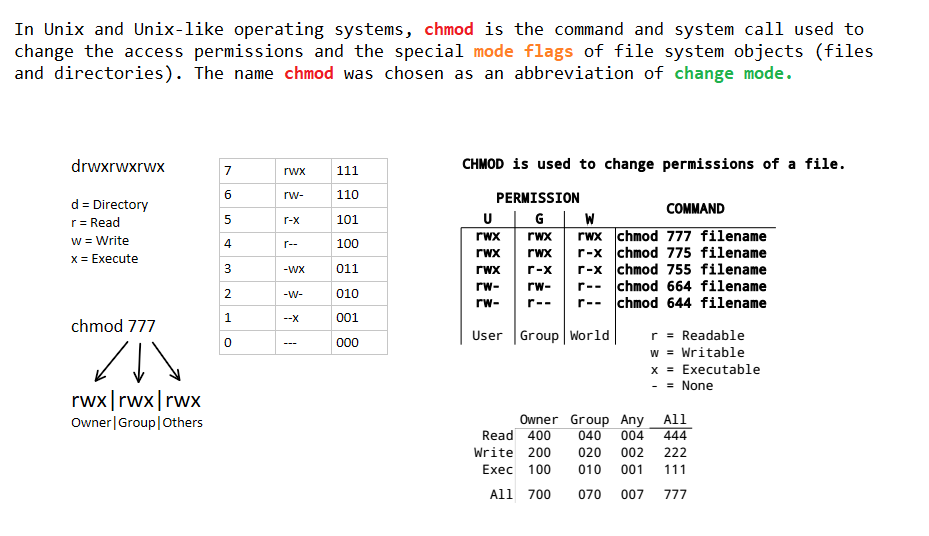 In Unix and Unix-like operating systems, chmod is the command and system call used to
change the access permissions and the special mode flags of file system objects (files
and directories). The name chmod was chosen as an abbreviation of change mode.
drwxrwxrwx
d = Directory
r = Read
w = Write
x = Execute
chmod 777
rwx|rwx|rwx
Owner|Group|Others
7 rwx 111
6 rw- 110
5 r-x 101
4 r-- 100
3 -wx 011
2 -w- 010
1 --x 001
0 --- 000
CHMOD is used to change permissions of a file.
PERMISSION
COMMAND
U G W
rwx rwx rwx chmod 777 filename
rwx rwx r-x chmod 775 filename
rwx r-x r-x chmod 755 filename
rw- rw- r-- chmod 664 filename
rw- r-- r-- chmod 644 filename
User Group World
r = Readable
w = Writable
x = Executable
- = None
Owner Group Any All
Read 400 040 004 444
Write 200 020 002 222
Exec 100 010 001 111
All 700 070 007 777